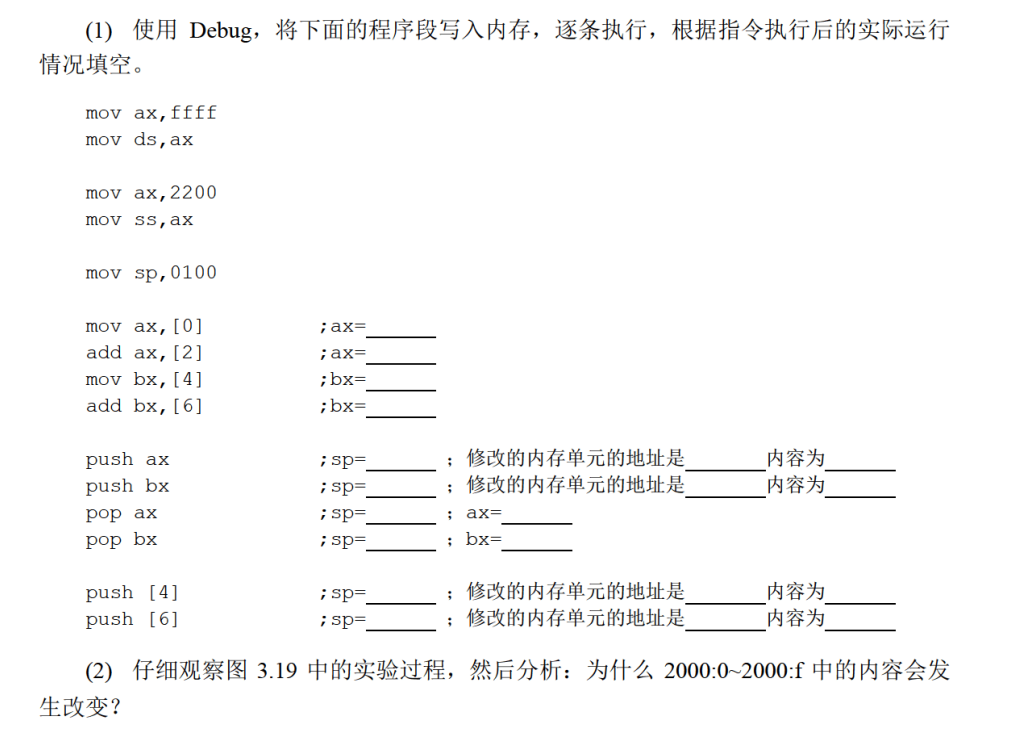 (1) 使用 Debug，将下面的程序段写入内存，逐条执行，根据指令执行后的实际运行
情况填空。
mov ax,ffff
mov ds,ax
mov ax,2200
mov ss,ax
mov sp,0100
mov ax,[0] ;ax=______
add ax,[2] ;ax=______
mov bx,[4] ;bx=______
add bx,[6] ;bx=______
push ax ;sp=______ ；修改的内存单元的地址是______内容为______
push bx ;sp=______ ；修改的内存单元的地址是______内容为______
pop ax ;sp=______ ；ax=______
pop bx ;sp=______ ；bx=______
push [4] ;sp=______ ；修改的内存单元的地址是______内容为______
push [6] ;sp=______ ；修改的内存单元的地址是______内容为______
(2) 仔细观察图 3.19 中的实验过程，然后分析：为什么 2000:0~2000:f 中的内容会发
生改变？